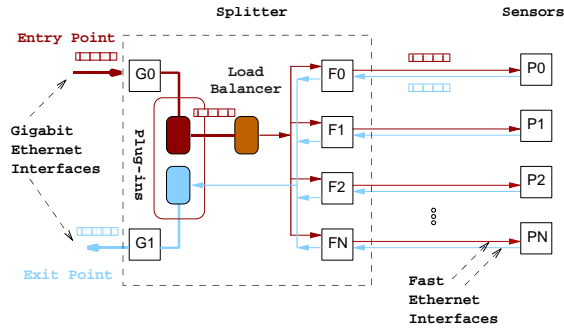 Splitter
Sensors
Entry Point
G0
Load
Balancer
F0
P0
Gigabit
Ethernet
Interfaces
Plug-ins
F1
P1
F2
P2
G1
FN
PN
Exit Point
Fast
Ethernet
Interfaces